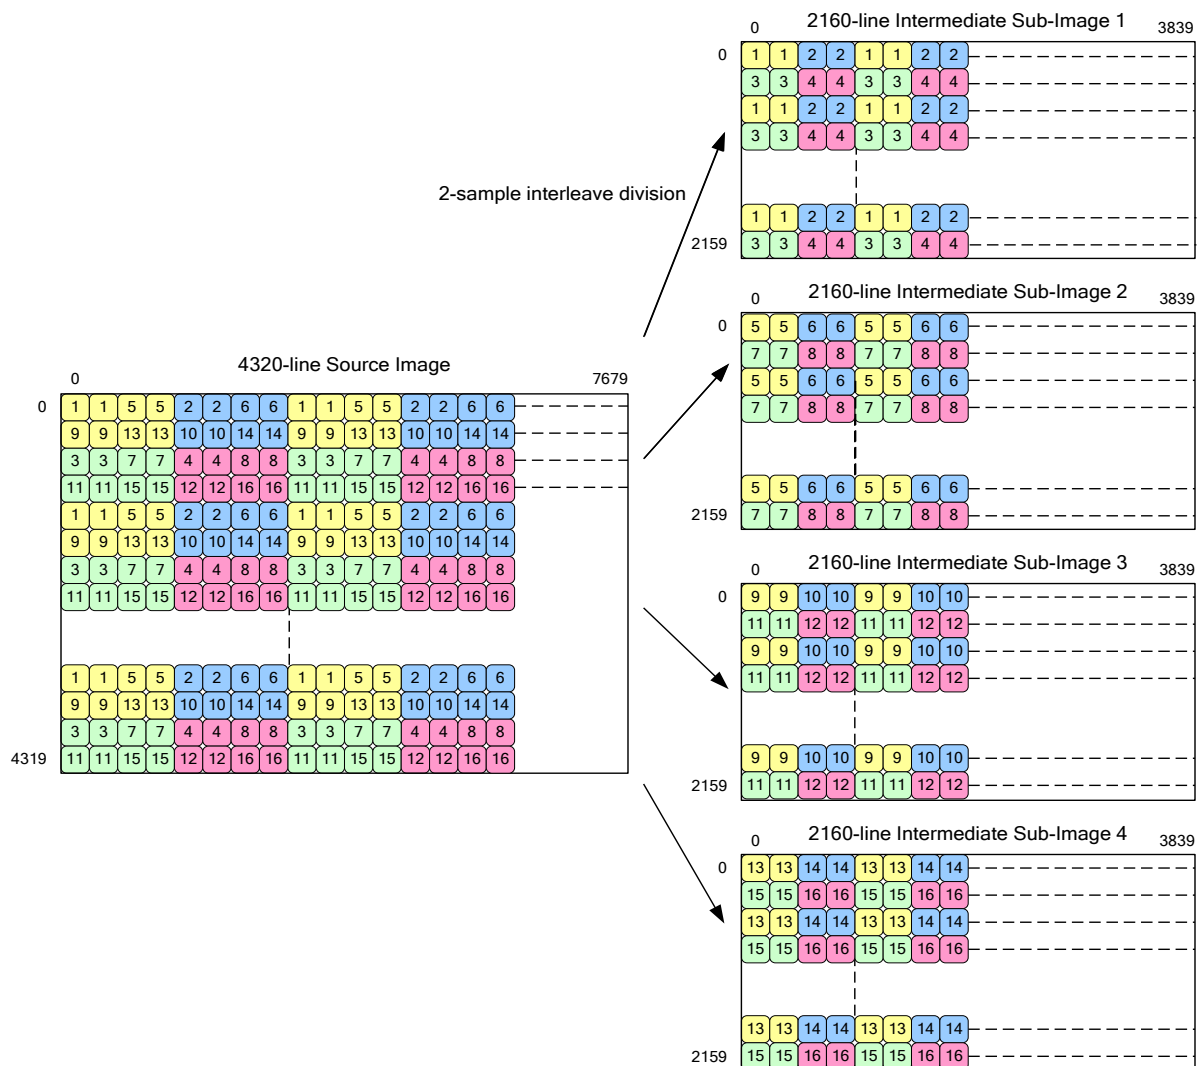 2-sample interleave division
4320-line Source Image
0 7679
0 1 1 5 5 2 2 6 6 1 1 5 5 2 2 6 6
9 9 13 13 10 10 14 14 9 9 13 13 10 10 14 14
3 3 7 7 4 4 8 8 3 3 7 7 4 4 8 8
11 11 15 15 12 12 16 16 11 11 15 15 12 12 16 16
1 1 5 5 2 2 6 6 1 1 5 5 2 2 6 6
9 9 13 13 10 10 14 14 9 9 13 13 10 10 14 14
3 3 7 7 4 4 8 8 3 3 7 7 4 4 8 8
11 11 15 15 12 12 16 16 11 11 15 15 12 12 16 16
1 1 5 5 2 2 6 6 1 1 5 5 2 2 6 6
9 9 13 13 10 10 14 14 9 9 13 13 10 10 14 14
3 3 7 7 4 4 8 8 3 3 7 7 4 4 8 8
4319 11 11 15 15 12 12 16 16 11 11 15 15 12 12 16 16
2160-line Intermediate Sub-Image 1
0 3839
0 1 1 2 2 1 1 2 2
3 3 4 4 3 3 4 4
1 1 2 2 1 1 2 2
3 3 4 4 3 3 4 4
1 1 2 2 1 1 2 2
2159 3 3 4 4 3 3 4 4
2160-line Intermediate Sub-Image 2
0 3839
0 5 5 6 6 5 5 6 6
7 7 8 8 7 7 8 8
5 5 6 6 5 5 6 6
7 7 8 8 7 7 8 8
5 5 6 6 5 5 6 6
2159 7 7 8 8 7 7 8 8
2160-line Intermediate Sub-Image 3
0 3839
0 9 9 10 10 9 9 10 10
11 11 12 12 11 11 12 12
9 9 10 10 9 9 10 10
11 11 12 12 11 11 12 12
9 9 10 10 9 9 10 10
2159 11 11 12 12 11 11 12 12
2160-line Intermediate Sub-Image 4
0 3839
0 13 13 14 14 13 13 14 14
15 15 16 16 15 15 16 16
13 13 14 14 13 13 14 14
15 15 16 16 15 15 16 16
13 13 14 14 13 13 14 14
2159 15 15 16 16 15 15 16 16